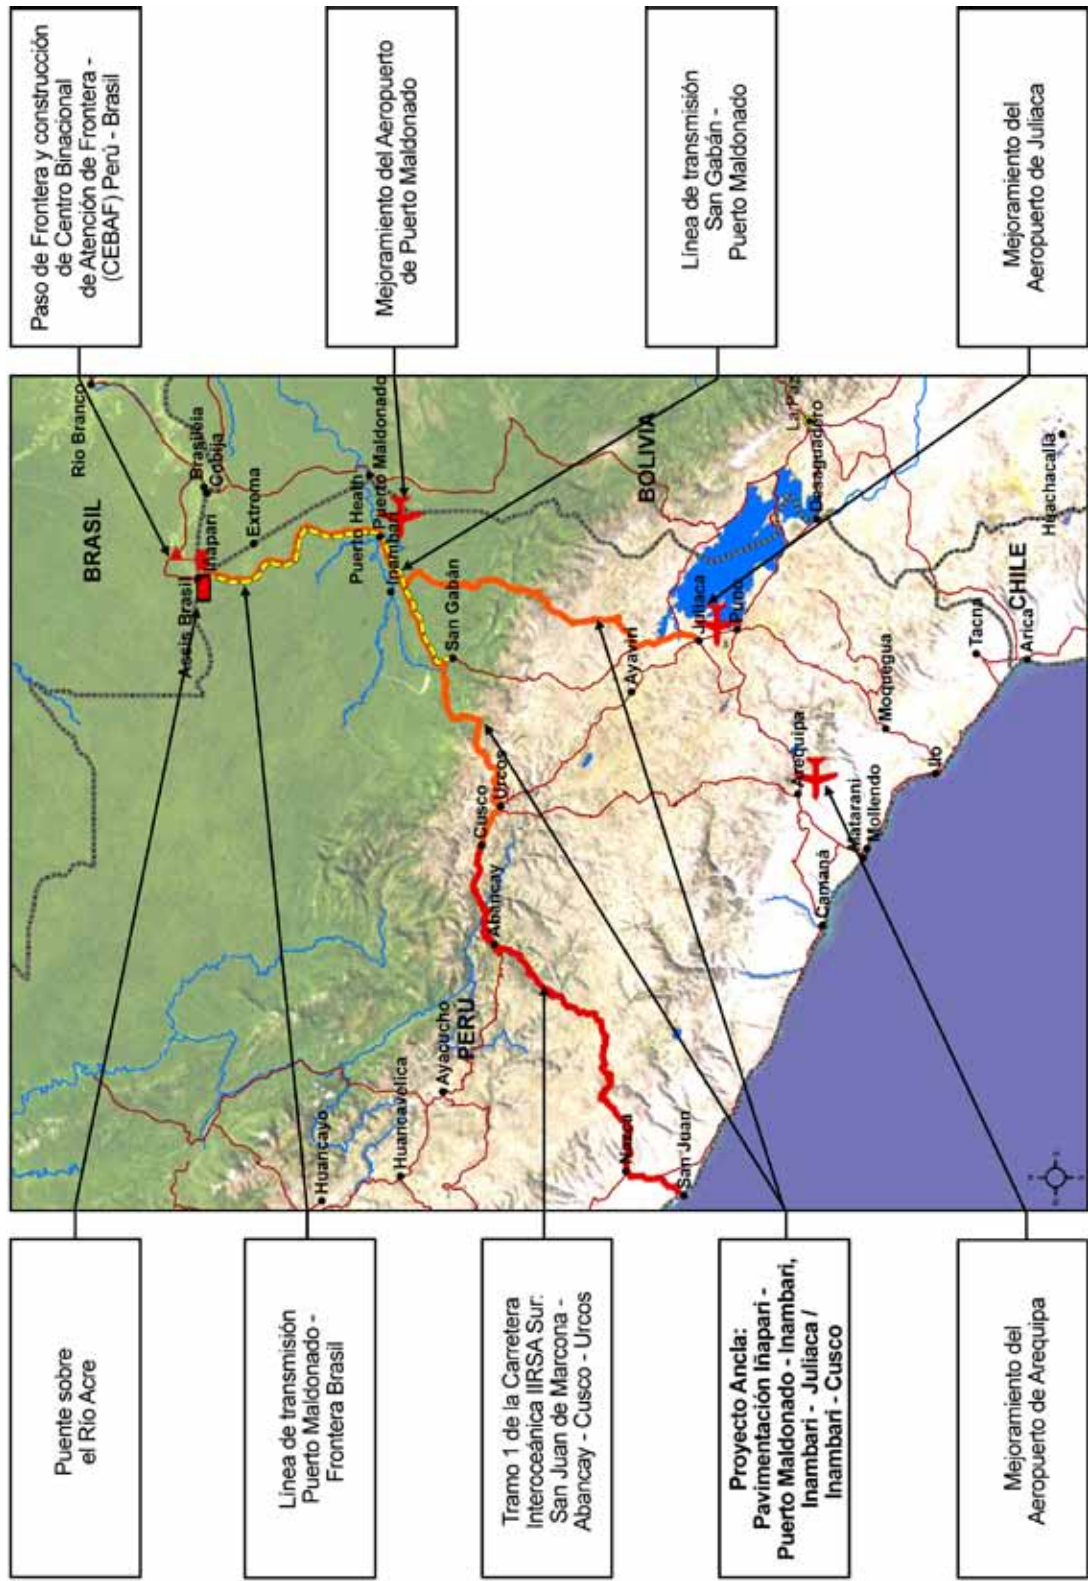 Puente sobre
el Río Acre
Línea de transmisión
Puerto Maldonado -
Frontera Brasil
Tramo 1 de la Carretera
Interoceánica IIRSA Sur:
San Juan de Marcona -
Abancay - Cusco - Urcos
Proyecto Ancla:
Pavimentación Iñapari -
Puerto Maldonado - Inambari,
Inambari - Juliaca /
Inambari - Cusco
Mejoramiento del
Aeropuerto de Arequipa
Rio Branco
BRASIL
Assis Brasil
Brasiléia
Iñapari
Cobija
Extroma
Huancayo
Puerto Heath
Puerto Maldonado
Inambari
Huancavelica
Ayacucho
San Gabán
PERÚ
Cusco
Abancay
Urcos
Nazca
Ayaviri
BOLIVIA
San Juan
Juliaca
Puno
La Paz
Arequipa
Desaguadero
Camaná
Matarani
Mollendo
Moquegua
Ilo
Tacna
CHILE
Arica
Huachacalla
Paso de Frontera y construcción
de Centro Binacional
de Atención de Frontera -
(CEBAF) Perú - Brasil
Mejoramiento del Aeropuerto
de Puerto Maldonado
Línea de transmisión
San Gabán -
Puerto Maldonado
Mejoramiento del
Aeropuerto de Juliaca